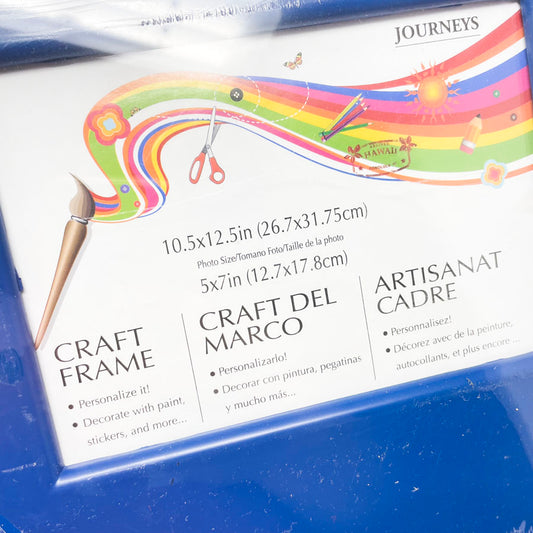 JOURNEYS
HAWAII
10.5x12.5in (26.7x31.75cm)
Photo Size/Tomano Foto/Taille de la photo
5x7in (12.7x17.8cm)
CRAFT
FRAME
• Personalize it!
• Decorate with paint,
stickers, and more...
CRAFT DEL
MARCO
• Personalizarlo!
• Decorar con pintura, pegatinas
y mucho más...
ARTISANAT
CADRE
• Personnalisez!
• Décorez avec de la peinture,
autocollants, et plus encore ...